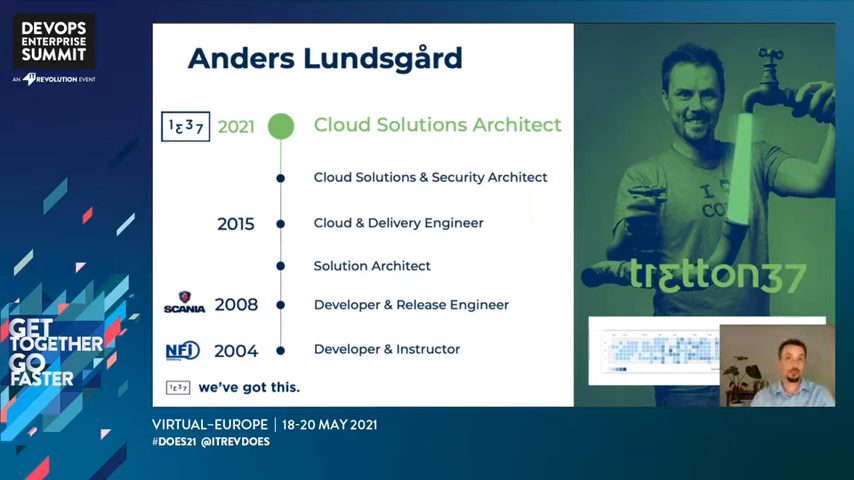 DEVOPS
ENTERPRISE
SUMMIT
AN IT REVOLUTION EVENT
Anders Lundsgård
1337 2021 Cloud Solutions Architect
Cloud Solutions & Security Architect
2015 Cloud & Delivery Engineer
Solution Architect
SCANIA 2008 Developer & Release Engineer
NFI 2004 Developer & Instructor
1337 we've got this.
I
CO
tretton37
GET
TOGETHER
GO
FASTER
VIRTUAL-EUROPE | 18-20 MAY 2021
#DOES21 @ITREVDOES